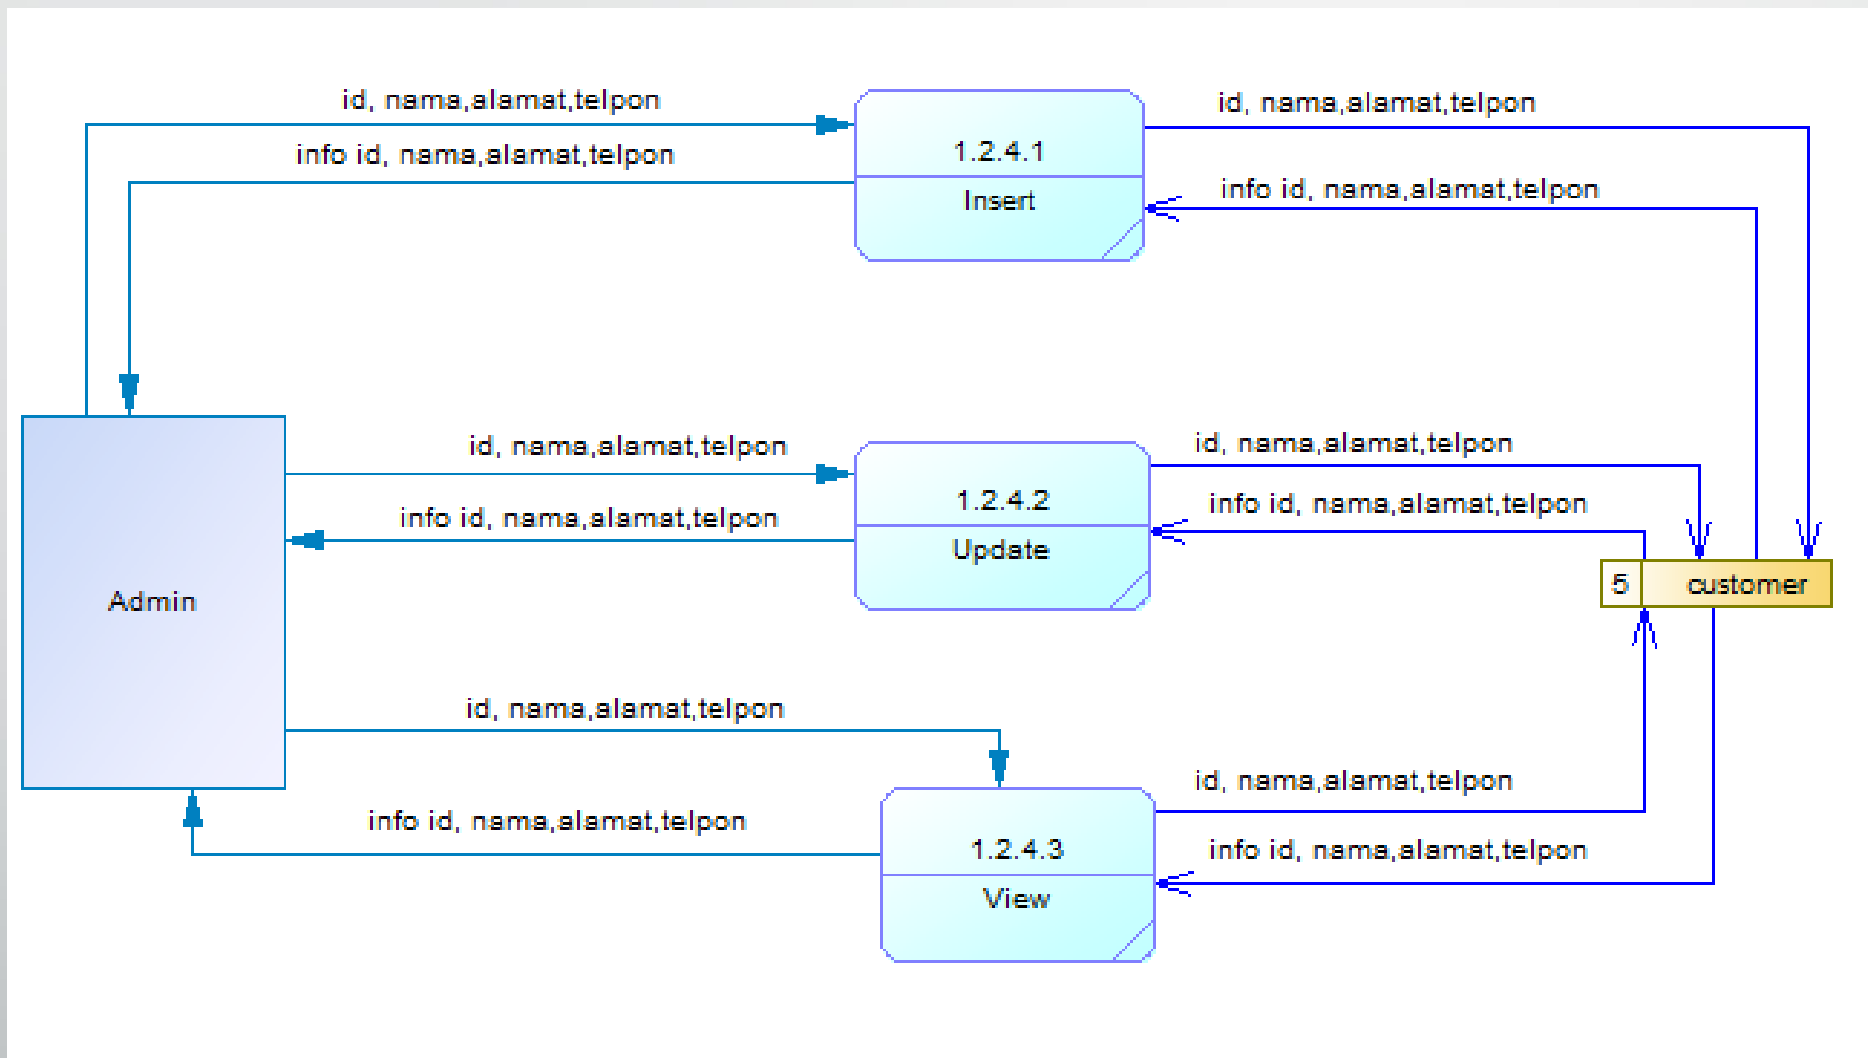 id, nama,alamat,telpon
id, nama,alamat,telpon
info id, nama,alamat,telpon
1.2.4.1
info id, nama,alamat,telpon
Insert
id, nama,alamat,telpon
id, nama,alamat,telpon
1.2.4.2
info id, nama,alamat,telpon
info id, nama,alamat,telpon
Update
5 customer
Admin
id, nama,alamat,telpon
id, nama,alamat,telpon
info id, nama,alamat,telpon
1.2.4.3
info id, nama,alamat,telpon
View